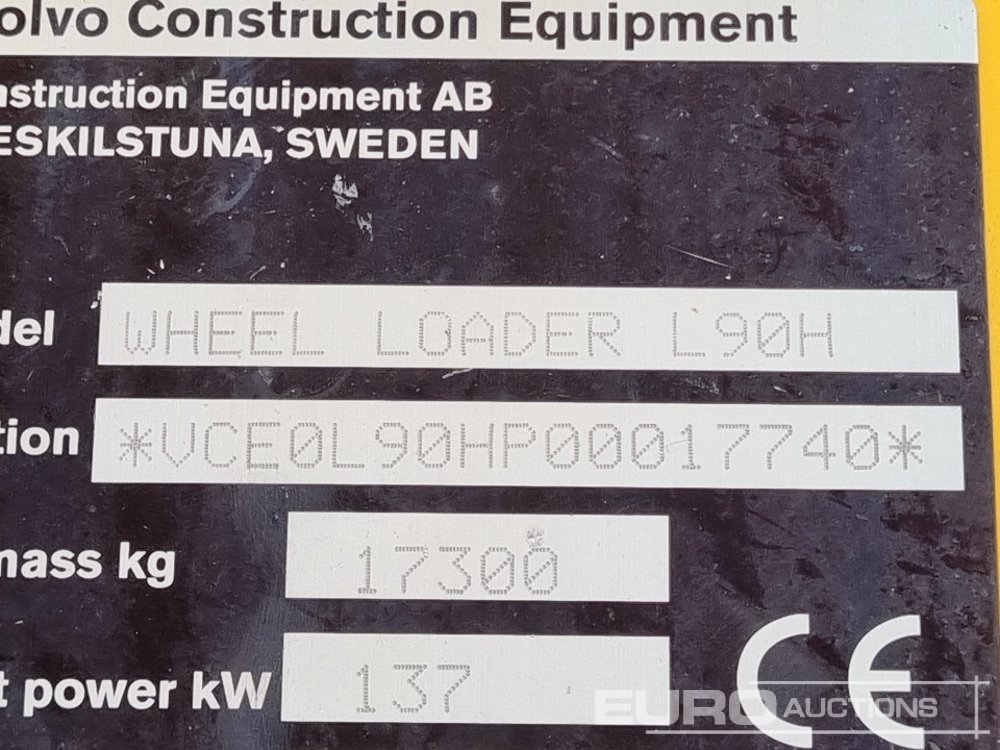 olvo Construction Equipment
nstruction Equipment AB
ESKILSTUNA, SWEDEN
del WHEEL LOADER L90H
tion *VCE0L90HP00017740*
mass kg 17300
t power kW 137
CE
EURO AUCTIONS